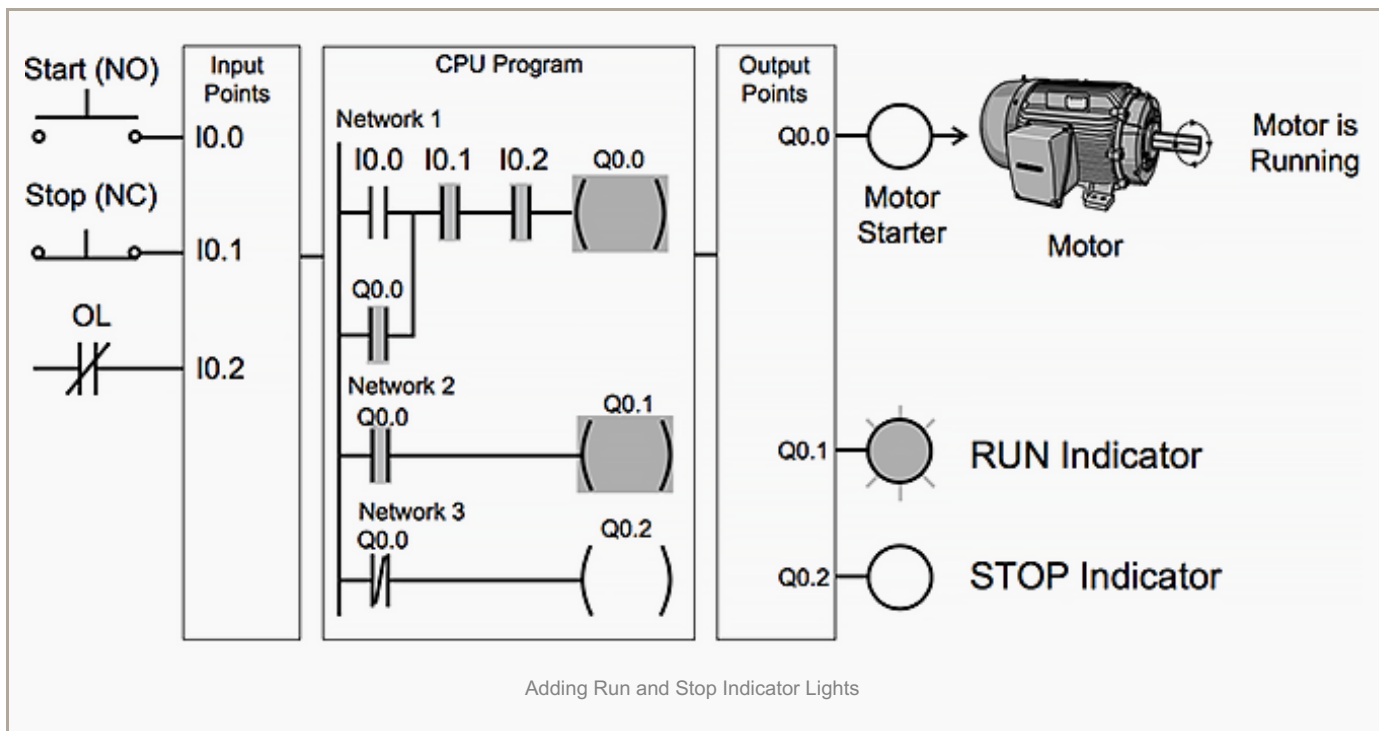 Start (NO)
I0.0
Stop (NC)
I0.1
OL
I0.2
Input
Points
CPU Program
Network 1
I0.0 I0.1 I0.2 Q0.0
Q0.0
Network 2
Q0.0 Q0.1
Network 3
Q0.0 Q0.2
Output
Points
Q0.0
Motor
Starter
Motor
Motor is
Running
Q0.1
RUN Indicator
Q0.2
STOP Indicator
Adding Run and Stop Indicator Lights